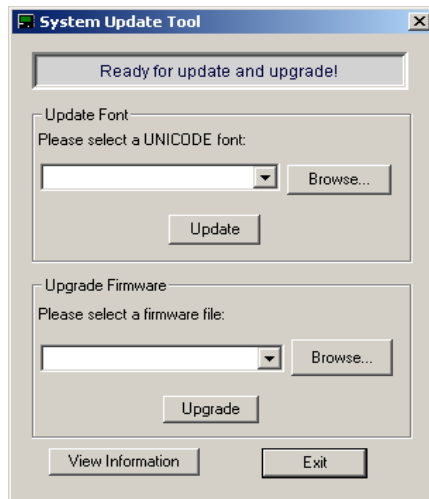 System Update Tool
Ready for update and upgrade!
Update Font
Please select a UNICODE font:
Browse...
Update
Upgrade Firmware
Please select a firmware file:
Browse...
Upgrade
View Information Exit